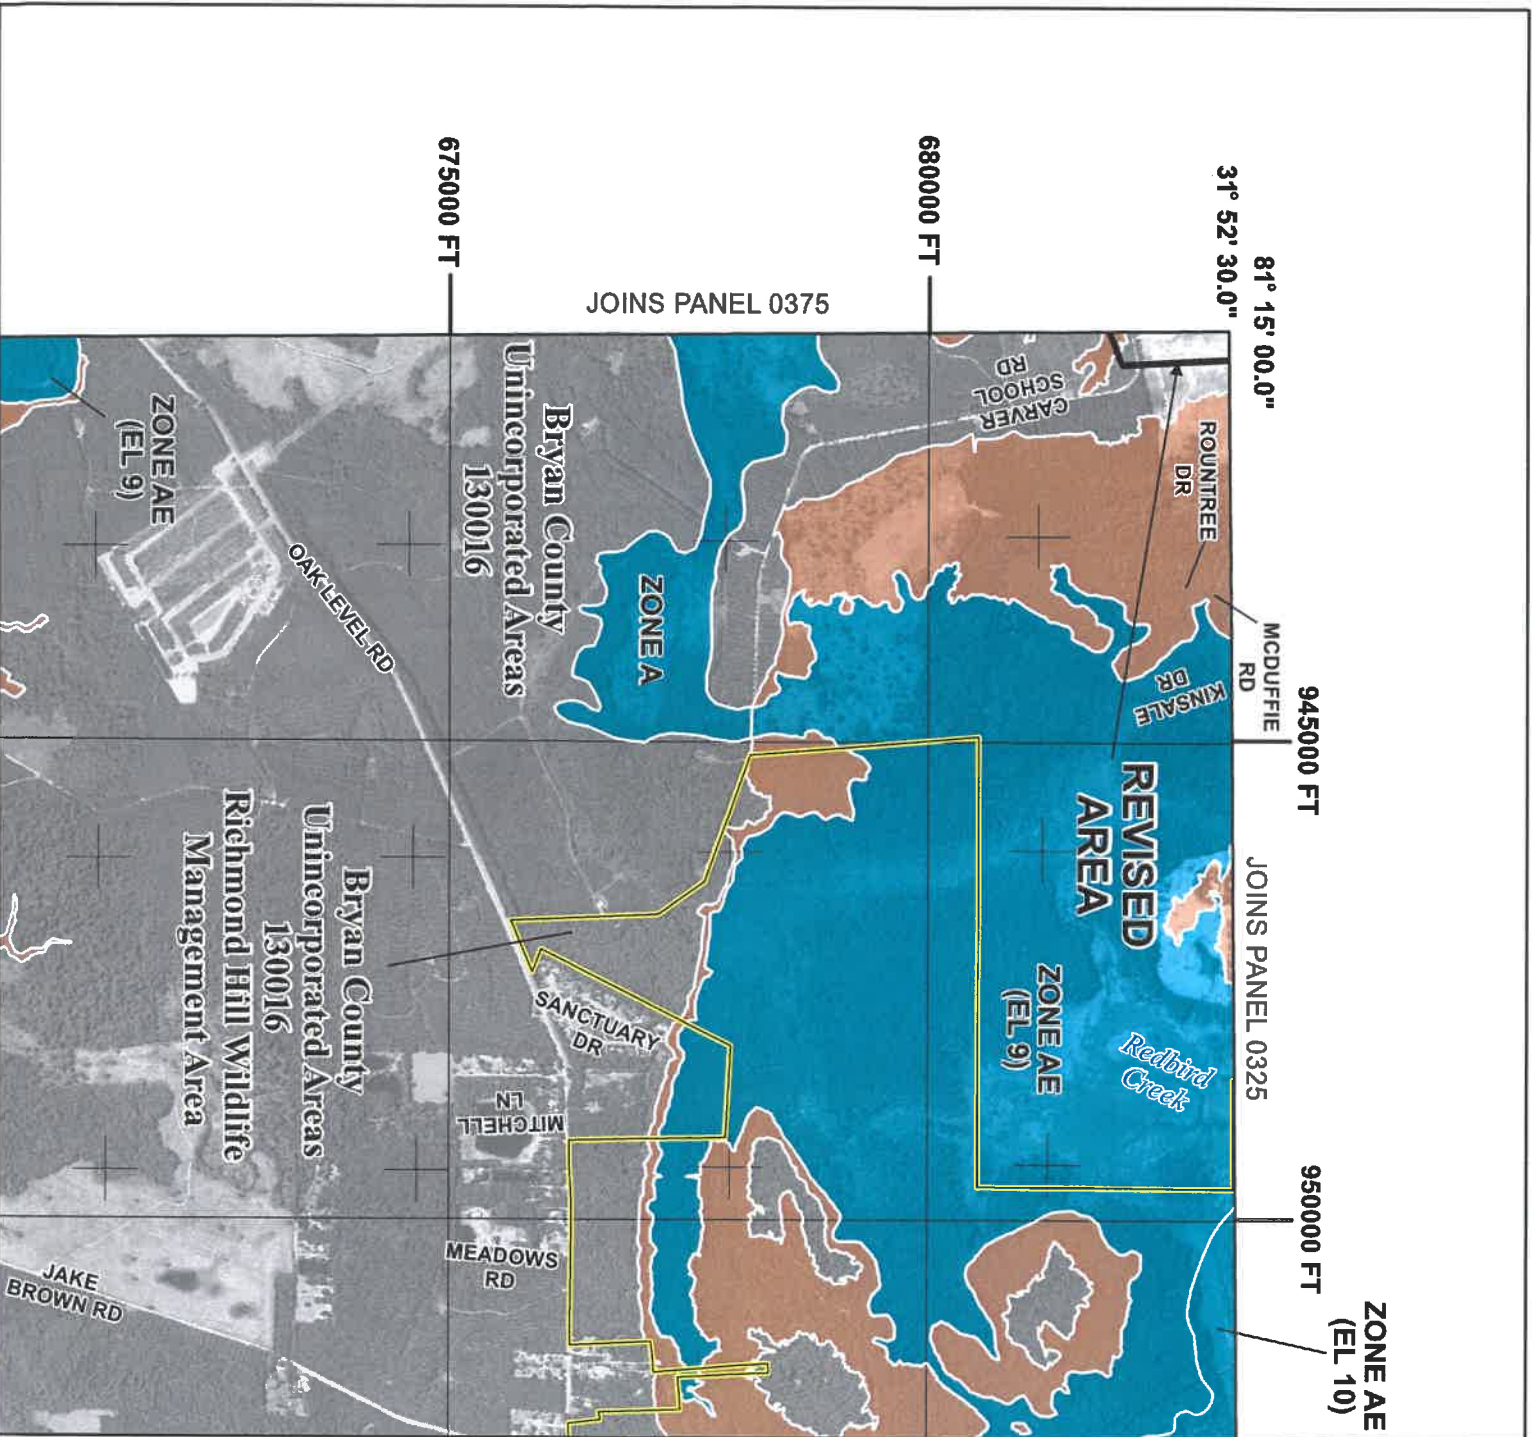 81° 15' 00.0"
31° 52' 30.0"
680000 FT
675000 FT
JOINS PANEL 0375
945000 FT
JOINS PANEL 0325
950000 FT
ZONE AE
(EL 10)
ROUNTREE
DR
MCDUFFIE
RD
KINSALE
DR
CARVER
SCHOOL
RD
REVISED
AREA
ZONE AE
(EL 9)
Redbird
Creek
ZONE A
Bryan County
Unincorporated Areas
130016
ZONE AE
(EL 9)
OAK LEVEL RD
SANCTUARY
DR
MITCHELL
LN
MEADOWS
RD
Bryan County
Unincorporated Areas
130016
Richmond Hill Wildlife
Management Area
JAKE
BROWN RD